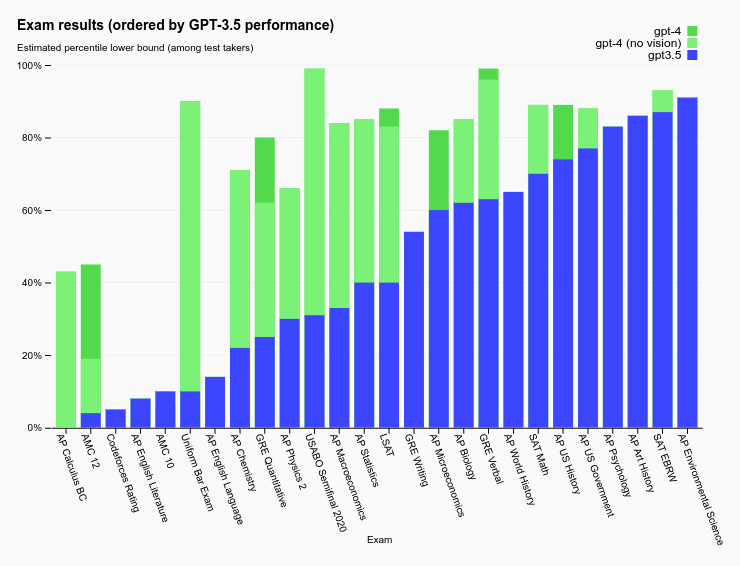 Exam results (ordered by GPT-3.5 performance)
Estimated percentile lower bound (among test takers)
gpt-4
gpt-4 (no vision)
gpt3.5
100%
80%
60%
40%
20%
0%
AP Calculus BC
AMC 12
Codeforces Rating
AP English Literature
AMC 10
Uniform Bar Exam
AP English Language
AP Chemistry
GRE Quantitative
AP Physics 2
USABO Semifinal 2020
AP Macroeconomics
AP Statistics
LSAT
GRE Writing
AP Microeconomics
AP Biology
GRE Verbal
AP World History
SAT Math
AP US History
AP US Government
AP Psychology
AP Art History
SAT EBRW
AP Environmental Science
Exam